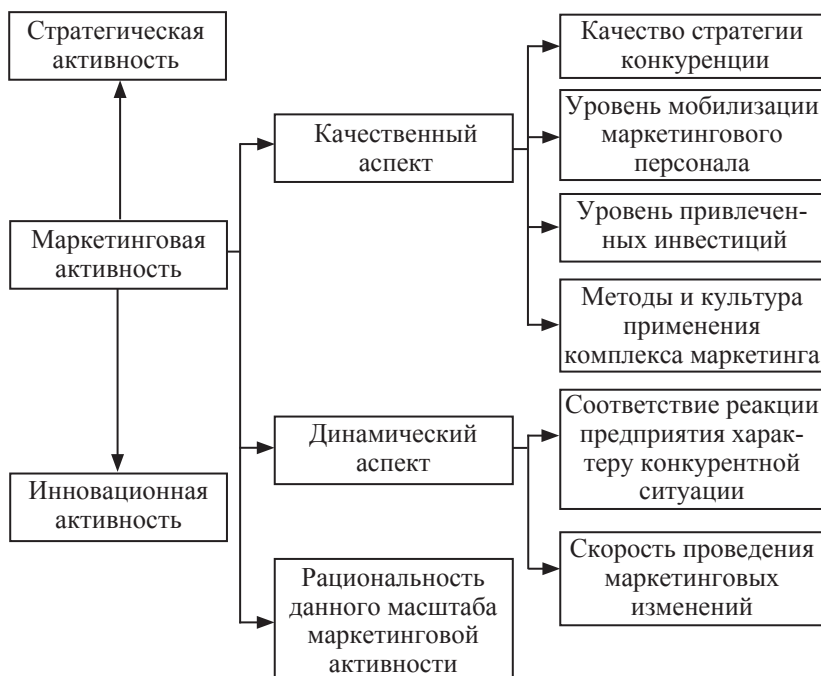 Стратегическая
активность
Маркетинговая
активность
Инновационная
активность
Качественный
аспект
Динамический
аспект
Рациональность
данного масштаба
маркетинговой
активности
Качество стратегии
конкуренции
Уровень мобилизации
маркетингового
персонала
Уровень привлечен-
ных инвестиций
Методы и культура
применения
комплекса маркетинга
Соответствие реакции
предприятия харак-
теру конкурентной
ситуации
Скорость проведения
маркетинговых
изменений